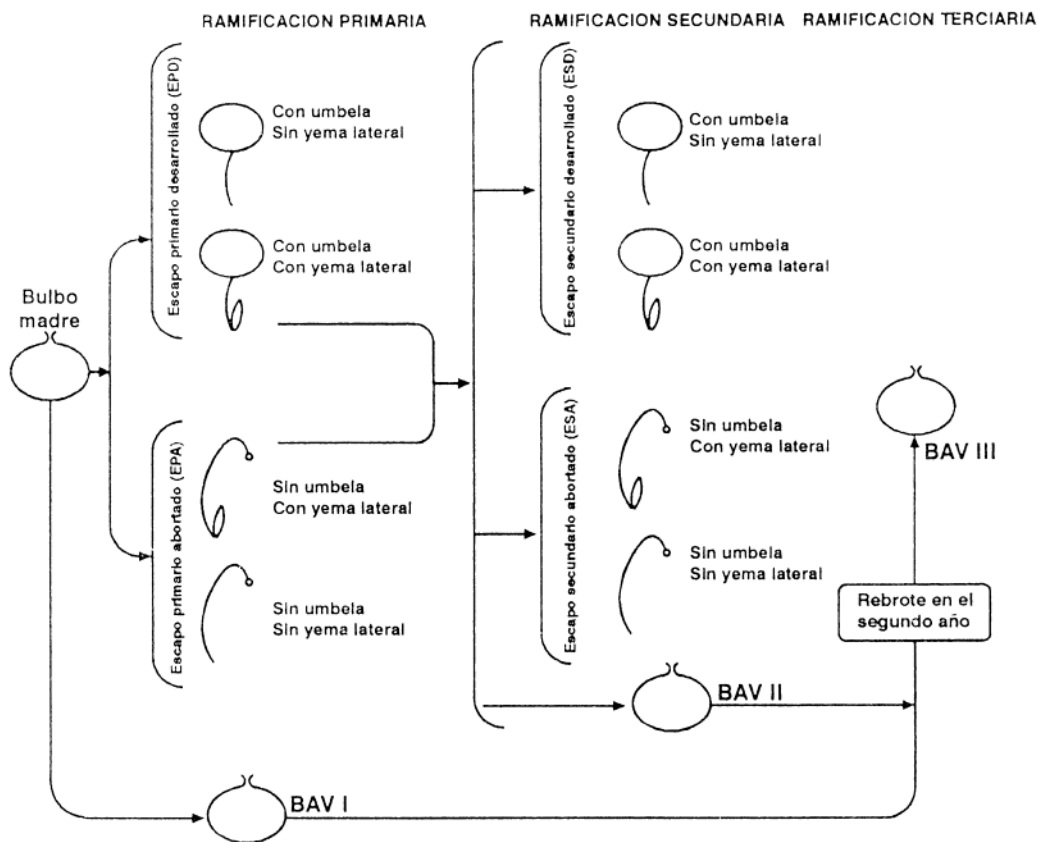 RAMIFICACION PRIMARIA
RAMIFICACION SECUNDARIA
RAMIFICACION TERCIARIA
Escapo primario desarrollado (EPD)
Con umbela
Sin yema lateral
Con umbela
Con yema lateral
Escapo secundario desarrollado (ESD)
Con umbela
Sin yema lateral
Con umbela
Con yema lateral
Bulbo
madre
Escapo primario abortado (EPA)
Sin umbela
Con yema lateral
Sin umbela
Sin yema lateral
Escapo secundario abortado (ESA)
Sin umbela
Con yema lateral
Sin umbela
Sin yema lateral
BAV III
Rebrote en el
segundo año
BAV II
BAV I